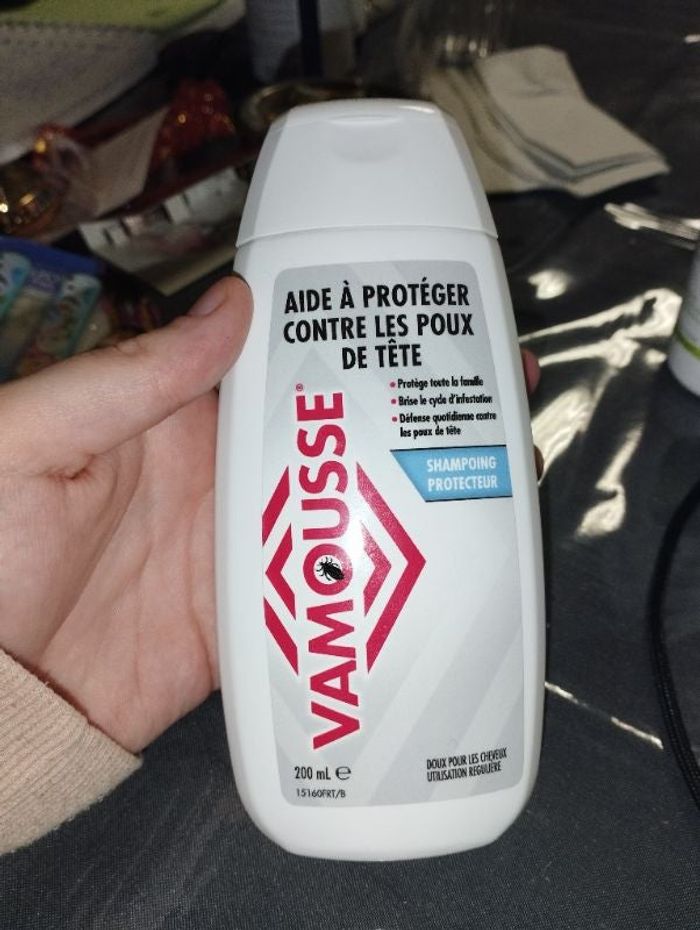 AIDE À PROTÉGER
CONTRE LES POUX
DE TÊTE
• Protège toute la famille
• Brise le cycle d'infestation
• Défense quotidienne contre
les poux de tête
SHAMPOING
PROTECTEUR
VAMOUSSE®
200 mL e
15160FRT/B
DOUX POUR LES CHEVEUX
UTILISATION REGULIÈRE